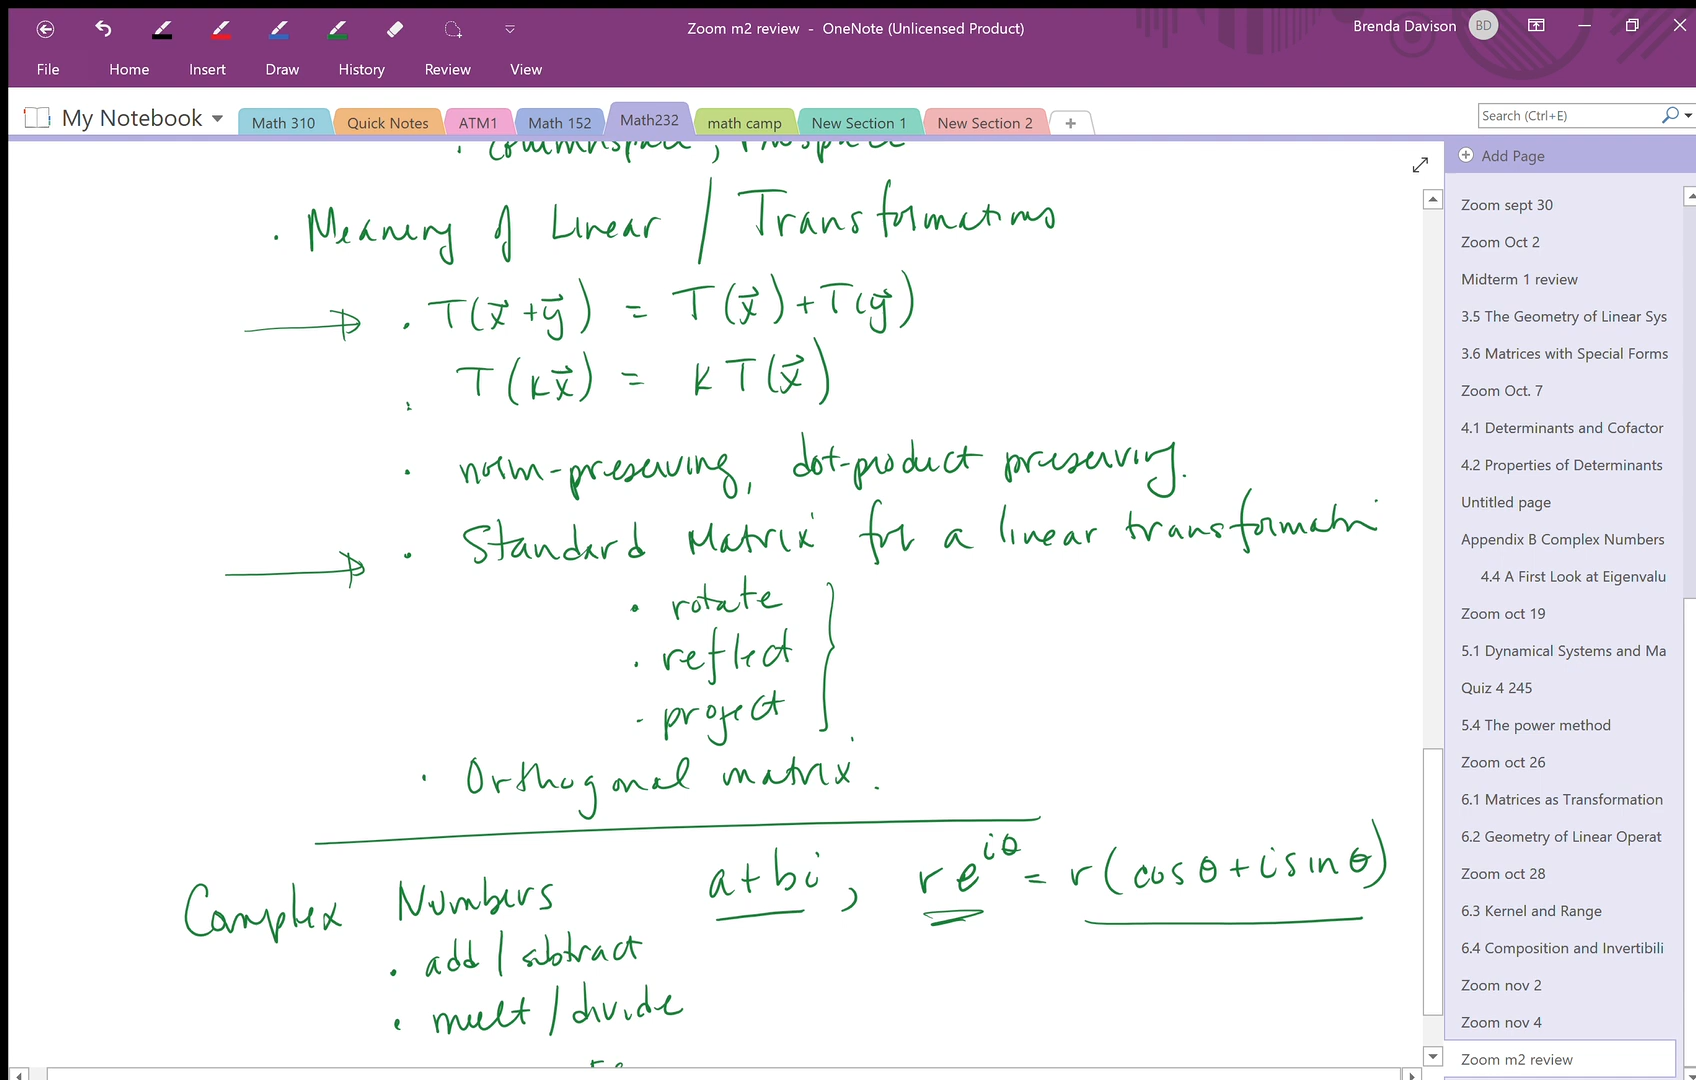 Zoom m2 review - OneNote (Unlicensed Product)
Brenda Davison
BD
File Home Insert Draw History Review View
My Notebook
Math 310
Quick Notes
ATM1
Math 152
Math232
math camp
New Section 1
New Section 2
+
Search (Ctrl+E)
Add Page
Zoom sept 30
Zoom Oct 2
Midterm 1 review
3.5 The Geometry of Linear Sys
3.6 Matrices with Special Forms
Zoom Oct. 7
4.1 Determinants and Cofactor
4.2 Properties of Determinants
Untitled page
Appendix B Complex Numbers
4.4 A First Look at Eigenvalu
Zoom oct 19
5.1 Dynamical Systems and Ma
Quiz 4 245
5.4 The power method
Zoom oct 26
6.1 Matrices as Transformation
6.2 Geometry of Linear Operat
Zoom oct 28
6.3 Kernel and Range
6.4 Composition and Invertibili
Zoom nov 2
Zoom nov 4
Zoom m2 review
· Meaning of Linear / Transformations
→ · T(x⃗ + y⃗) = T(x⃗) + T(y⃗)
· T(kx⃗) = k T(x⃗)
· norm-preserving, dot-product preserving.
→ · Standard Matrix for a linear transformati
· rotate
· reflect
· project
· Orthogonal matrix.
Complex Numbers a+bi, re^{iθ} = r(cosθ + i sinθ)
· add / subtract
· mult / divide